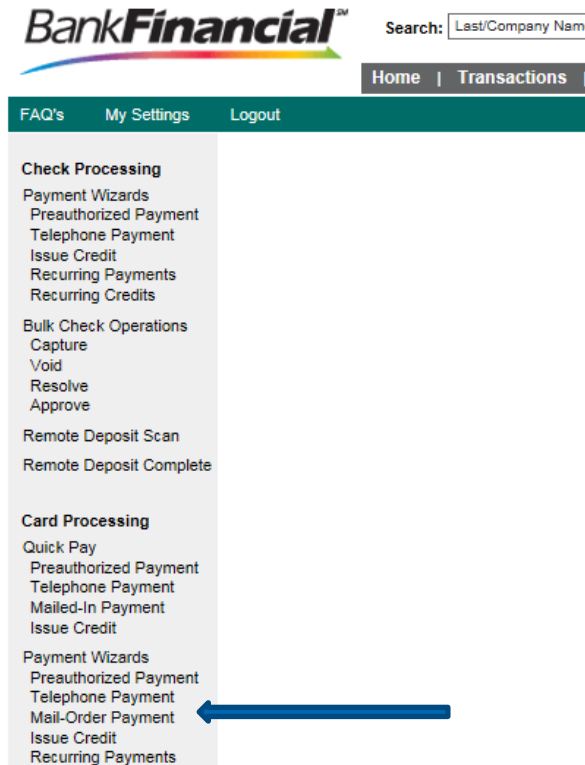 BankFinancial℠
Search: Last/Company Nam
Home | Transactions |
FAQ's My Settings Logout
Check Processing
Payment Wizards
Preauthorized Payment
Telephone Payment
Issue Credit
Recurring Payments
Recurring Credits
Bulk Check Operations
Capture
Void
Resolve
Approve
Remote Deposit Scan
Remote Deposit Complete
Card Processing
Quick Pay
Preauthorized Payment
Telephone Payment
Mailed-In Payment
Issue Credit
Payment Wizards
Preauthorized Payment
Telephone Payment
Mail-Order Payment
Issue Credit
Recurring Payments